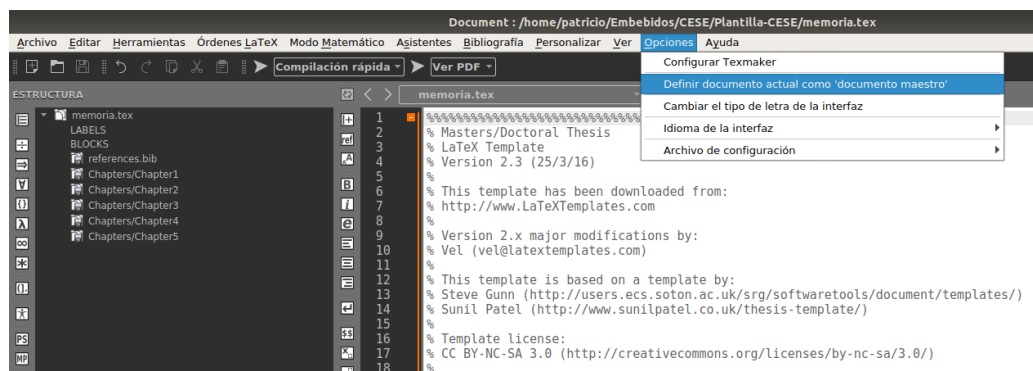 Document : /home/patricio/Embebidos/CESE/Plantilla-CESE/memoria.tex
Archivo Editar Herramientas Órdenes LaTeX Modo Matemático Asistentes Bibliografía Personalizar Ver Opciones Ayuda
Compilación rápida Ver PDF
Configurar Texmaker
Definir documento actual como 'documento maestro'
Cambiar el tipo de letra de la interfaz
Idioma de la interfaz
Archivo de configuración
ESTRUCTURA
memoria.tex
memoria.tex
LABELS
BLOCKS
references.bib
Chapters/Chapter1
Chapters/Chapter2
Chapters/Chapter3
Chapters/Chapter4
Chapters/Chapter5
1 %%%%%%%%%%%%%%%%%%%%%%%%%%%%
2 % Masters/Doctoral Thesis
3 % LaTeX Template
4 % Version 2.3 (25/3/16)
5 %
6 % This template has been downloaded from:
7 % http://www.LaTeXTemplates.com
8 %
9 % Version 2.x major modifications by:
10 % Vel (vel@latextemplates.com)
11 %
12 % This template is based on a template by:
13 % Steve Gunn (http://users.ecs.soton.ac.uk/srg/softwaretools/document/templates/)
14 % Sunil Patel (http://www.sunilpatel.co.uk/thesis-template/)
15 %
16 % Template license:
17 % CC BY-NC-SA 3.0 (http://creativecommons.org/licenses/by-nc-sa/3.0/)
18 %